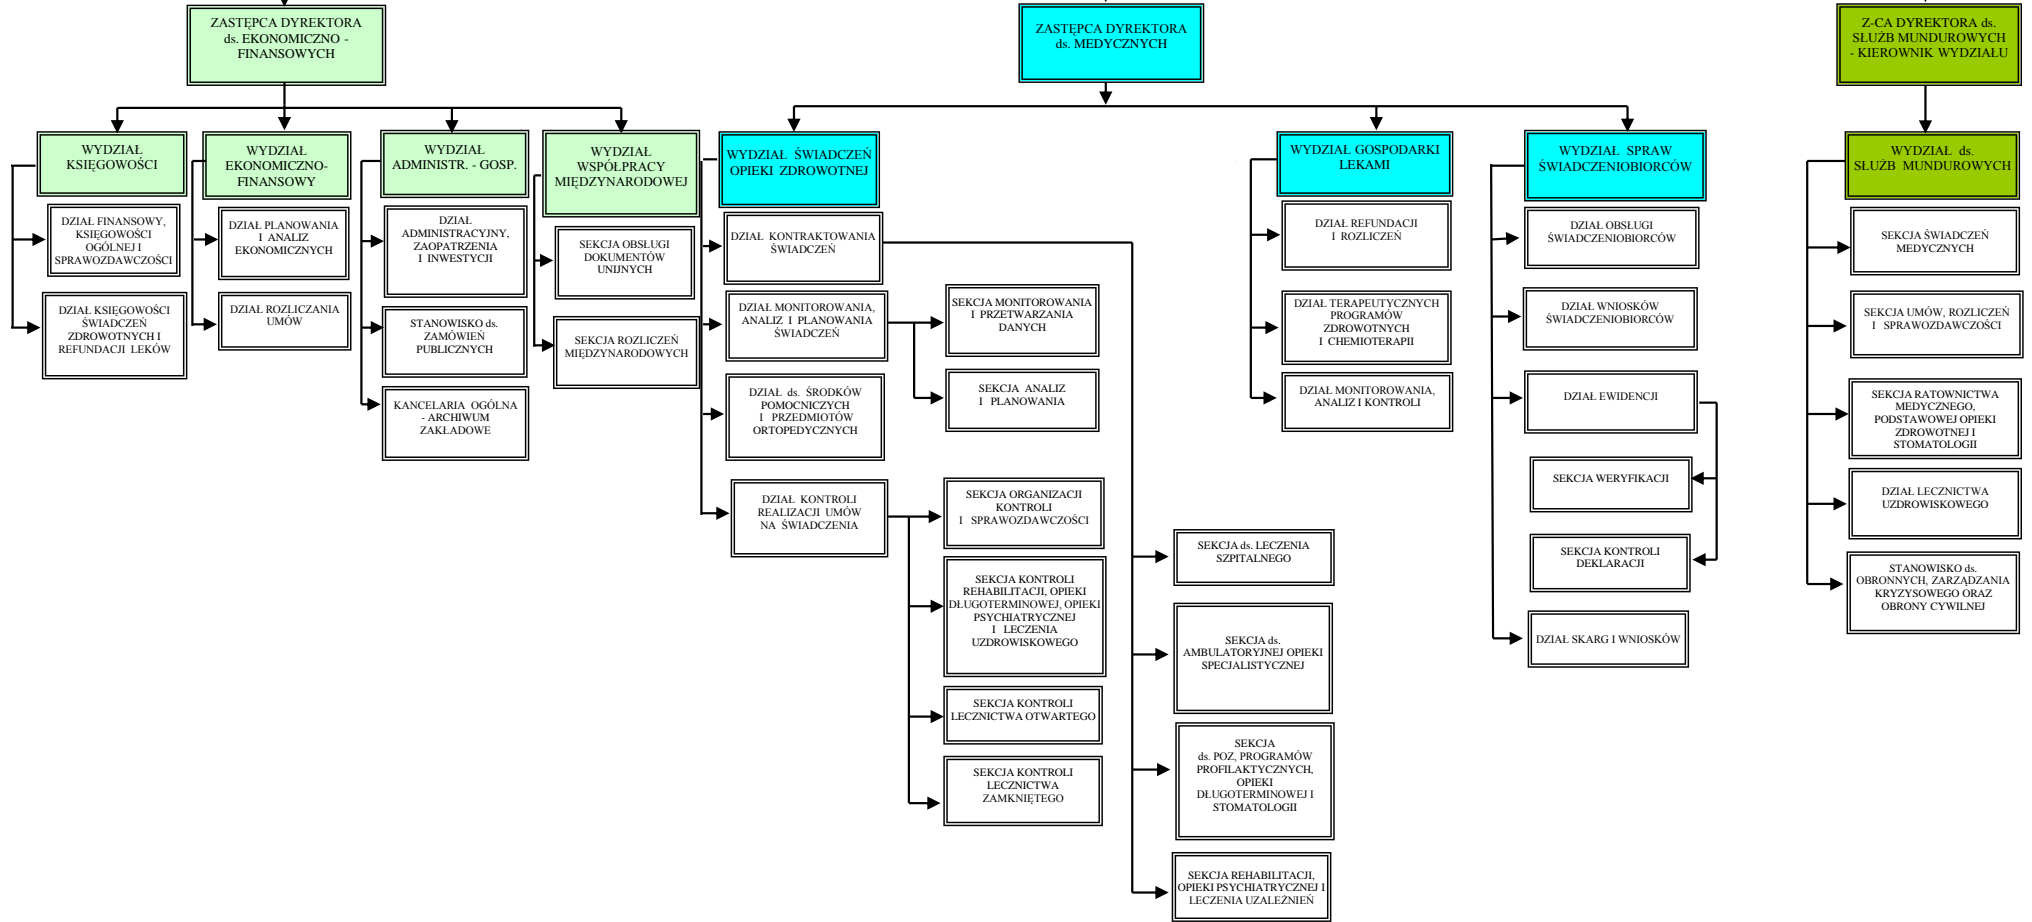 ZASTĘPCA DYREKTORA
ds. EKONOMICZNO -
FINANSOWYCH
ZASTĘPCA DYREKTORA
ds. MEDYCZNYCH
Z-CA DYREKTORA ds.
SŁUŻB MUNDUROWYCH
- KIEROWNIK WYDZIAŁU
WYDZIAŁ
KSIĘGOWOŚCI
WYDZIAŁ
EKONOMICZNO-
FINANSOWY
WYDZIAŁ
ADMINISTR. - GOSP.
WYDZIAŁ
WSPÓŁPRACY
MIĘDZYNARODOWEJ
WYDZIAŁ ŚWIADCZEŃ
OPIEKI ZDROWOTNEJ
WYDZIAŁ GOSPODARKI
LEKAMI
WYDZIAŁ SPRAW
ŚWIADCZENIOBIORCÓW
WYDZIAŁ ds.
SŁUŻB MUNDUROWYCH
DZIAŁ FINANSOWY,
KSIĘGOWOŚCI
OGÓLNEJ I
SPRAWOZDAWCZOŚCI
DZIAŁ KSIĘGOWOŚCI
ŚWIADCZEŃ
ZDROWOTNYCH I
REFUNDACJI LEKÓW
DZIAŁ PLANOWANIA
I ANALIZ
EKONOMICZNYCH
DZIAŁ ROZLICZANIA
UMÓW
DZIAŁ
ADMINISTRACYJNY,
ZAOPATRZENIA
I INWESTYCJI
STANOWISKO ds.
ZAMÓWIEŃ
PUBLICZNYCH
KANCELARIA OGÓLNA
- ARCHIWUM
ZAKŁADOWE
SEKCJA OBSŁUGI
DOKUMENTÓW
UNIJNYCH
SEKCJA ROZLICZEŃ
MIĘDZYNARODOWYCH
DZIAŁ KONTRAKTOWANIA
ŚWIADCZEŃ
DZIAŁ MONITOROWANIA,
ANALIZ I PLANOWANIA
ŚWIADCZEŃ
DZIAŁ ds. ŚRODKÓW
POMOCNICZYCH
I PRZEDMIOTÓW
ORTOPEDYCZNYCH
DZIAŁ KONTROLI
REALIZACJI UMÓW
NA ŚWIADCZENIA
SEKCJA MONITOROWANIA
I PRZETWARZANIA
DANYCH
SEKCJA ANALIZ
I PLANOWANIA
SEKCJA ORGANIZACJI
KONTROLI
I SPRAWOZDAWCZOŚCI
SEKCJA KONTROLI
REHABILITACJI, OPIEKI
DŁUGOTERMINOWEJ, OPIEKI
PSYCHIATRYCZNEJ
I LECZENIA
UZDROWISKOWEGO
SEKCJA KONTROLI
LECZNICTWA OTWARTEGO
SEKCJA KONTROLI
LECZNICTWA
ZAMKNIĘTEGO
SEKCJA ds. LECZENIA
SZPITALNEGO
SEKCJA ds.
AMBULATORYJNEJ OPIEKI
SPECJALISTYCZNEJ
SEKCJA
ds. POZ, PROGRAMÓW
PROFILAKTYCZNYCH,
OPIEKI
DŁUGOTERMINOWEJ I
STOMATOLOGII
SEKCJA REHABILITACJI,
OPIEKI PSYCHIATRYCZNEJ I
LECZENIA UZALEŻNIEŃ
DZIAŁ REFUNDACJI
I ROZLICZEŃ
DZIAŁ TERAPEUTYCZNYCH
PROGRAMÓW
ZDROWOTNYCH
I CHEMIOTERAPII
DZIAŁ MONITOROWANIA,
ANALIZ I KONTROLI
DZIAŁ OBSŁUGI
ŚWIADCZENIOBIORCÓW
DZIAŁ WNIOSKÓW
ŚWIADCZENIOBIORCÓW
DZIAŁ EWIDENCJI
SEKCJA WERYFIKACJI
SEKCJA KONTROLI
DEKLARACJI
DZIAŁ SKARG I WNIOSKÓW
SEKCJA ŚWIADCZEŃ
MEDYCZNYCH
SEKCJA UMÓW, ROZLICZEŃ
I SPRAWOZDAWCZOŚCI
SEKCJA RATOWNICTWA
MEDYCZNEGO,
PODSTAWOWEJ OPIEKI
ZDROWOTNEJ I
STOMATOLOGII
DZIAŁ LECZNICTWA
UZDROWISKOWEGO
STANOWISKO ds.
OBRONNYCH, ZARZĄDZANIA
KRYZYSOWEGO ORAZ
OBRONY CYWILNEJ